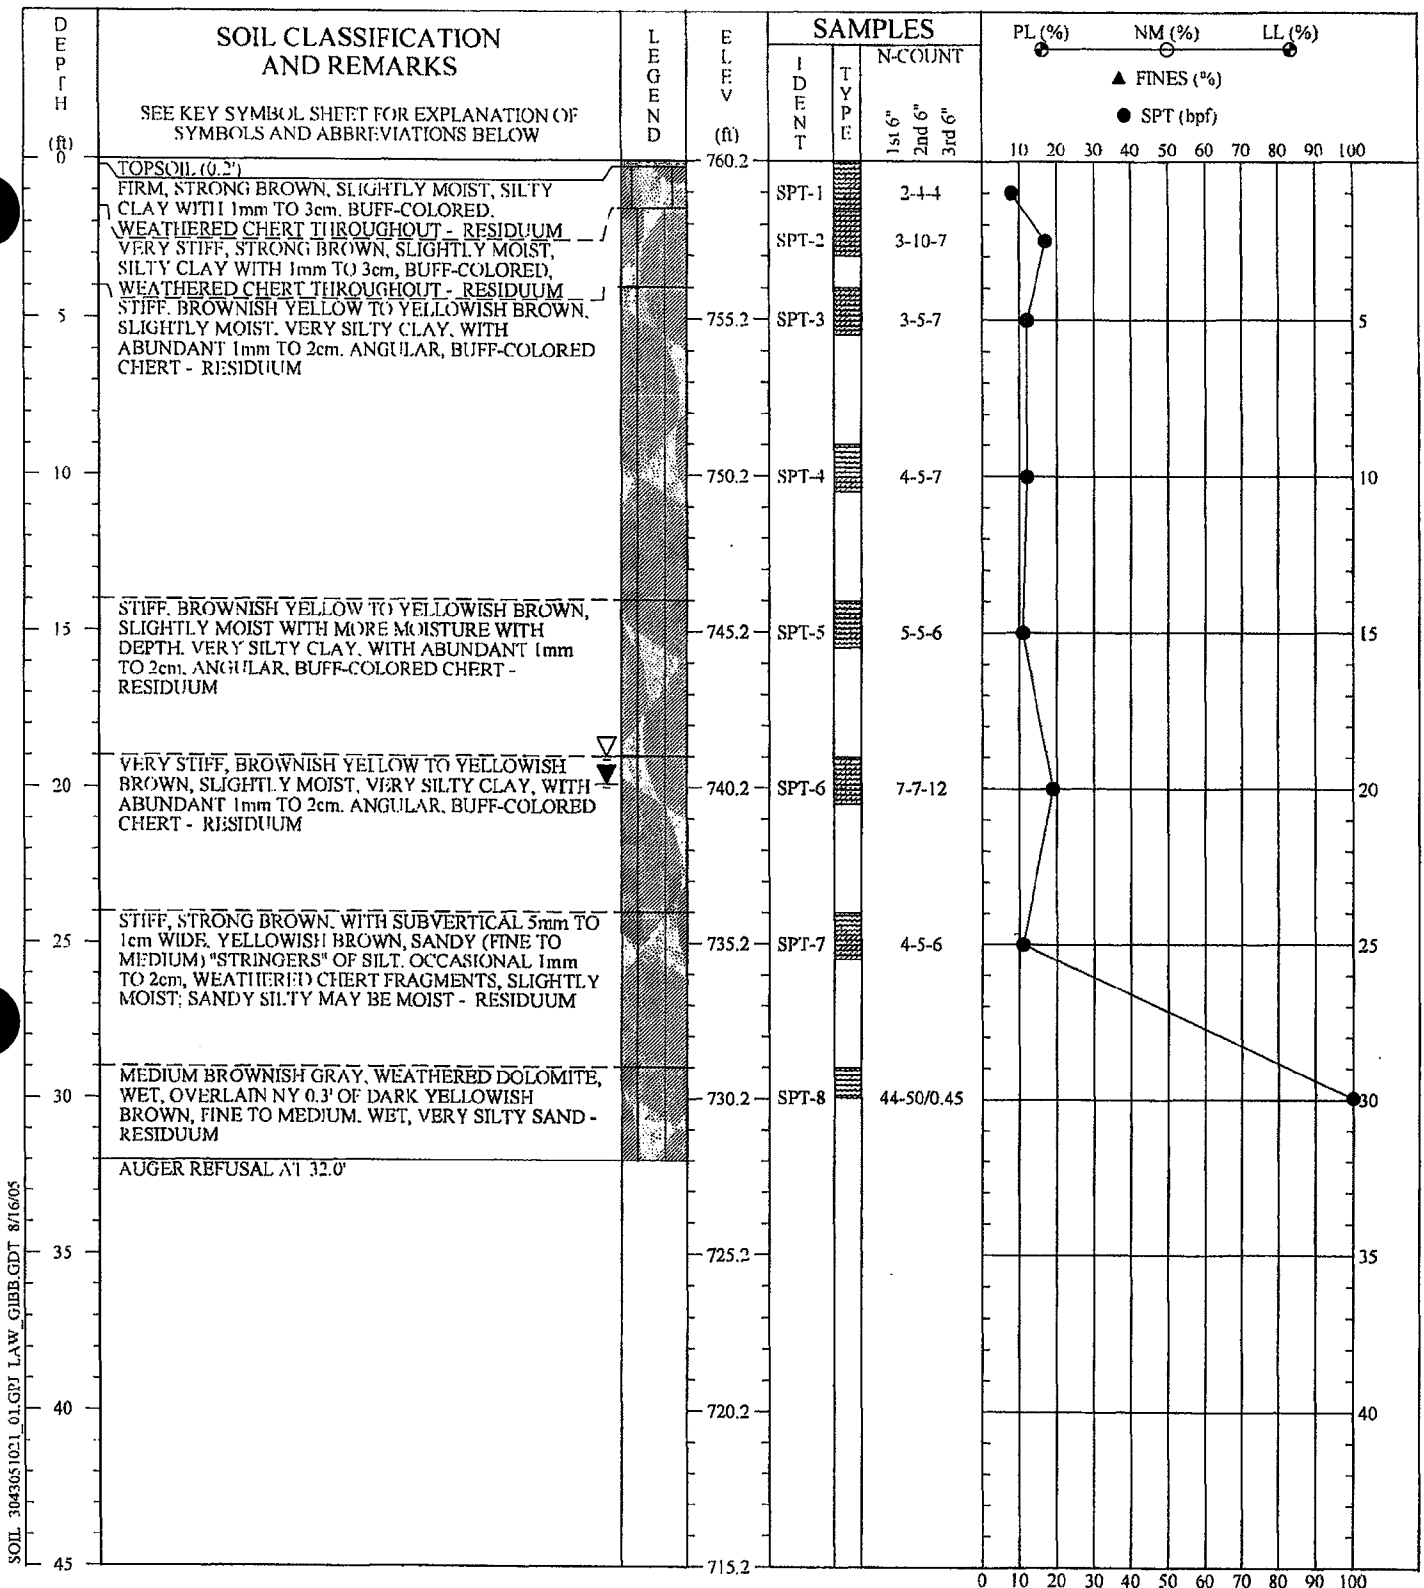 DEPTH
(ft)
SOIL CLASSIFICATION
AND REMARKS
SEE KEY SYMBOL SHEET FOR EXPLANATION OF
SYMBOLS AND ABBREVIATIONS BELOW
LEGEND
ELEV
(ft)
SAMPLES
IDENT
TYPE
N-COUNT
1st 6"
2nd 6"
3rd 6"
PL (%) NM (%) LL (%)
▲ FINES (%)
● SPT (bpf)
10 20 30 40 50 60 70 80 90 100
0
TOPSOIL (0.2')
760.2
FIRM, STRONG BROWN, SLIGHTLY MOIST, SILTY
CLAY WITH 1mm TO 3cm. BUFF-COLORED.
WEATHERED CHERT THROUGHOUT - RESIDUUM
SPT-1 2-4-4
VERY STIFF, STRONG BROWN, SLIGHTLY MOIST,
SILTY CLAY WITH 1mm TO 3cm, BUFF-COLORED,
WEATHERED CHERT THROUGHOUT - RESIDUUM
SPT-2 3-10-7
STIFF. BROWNISH YELLOW TO YELLOWISH BROWN,
SLIGHTLY MOIST. VERY SILTY CLAY. WITH
ABUNDANT 1mm TO 2cm. ANGULAR, BUFF-COLORED
CHERT - RESIDUUM
5 755.2 SPT-3 3-5-7 5
10 750.2 SPT-4 4-5-7 10
STIFF. BROWNISH YELLOW TO YELLOWISH BROWN,
SLIGHTLY MOIST WITH MORE MOISTURE WITH
DEPTH. VERY SILTY CLAY. WITH ABUNDANT 1mm
TO 2cm. ANGULAR. BUFF-COLORED CHERT -
RESIDUUM
15 745.2 SPT-5 5-5-6 15
VERY STIFF, BROWNISH YELLOW TO YELLOWISH
BROWN, SLIGHTLY MOIST, VERY SILTY CLAY, WITH
ABUNDANT 1mm TO 2cm. ANGULAR, BUFF-COLORED
CHERT - RESIDUUM
20 740.2 SPT-6 7-7-12 20
STIFF, STRONG BROWN. WITH SUBVERTICAL 5mm TO
1cm WIDE. YELLOWISH BROWN, SANDY (FINE TO
MEDIUM) "STRINGERS" OF SILT. OCCASIONAL 1mm
TO 2cm, WEATHERED CHERT FRAGMENTS, SLIGHTLY
MOIST; SANDY SILTY MAY BE MOIST - RESIDUUM
25 735.2 SPT-7 4-5-6 25
MEDIUM BROWNISH GRAY, WEATHERED DOLOMITE,
WET, OVERLAIN NY 0.3' OF DARK YELLOWISH
BROWN, FINE TO MEDIUM. WET, VERY SILTY SAND -
RESIDUUM
30 730.2 SPT-8 44-50/0.45 30
AUGER REFUSAL AT 32.0'
35 725.2 35
40 720.2 40
45 715.2
0 10 20 30 40 50 60 70 80 90 100
SOIL 3043051021_01.GPJ LAW_GIBB.GDT 8/16/05